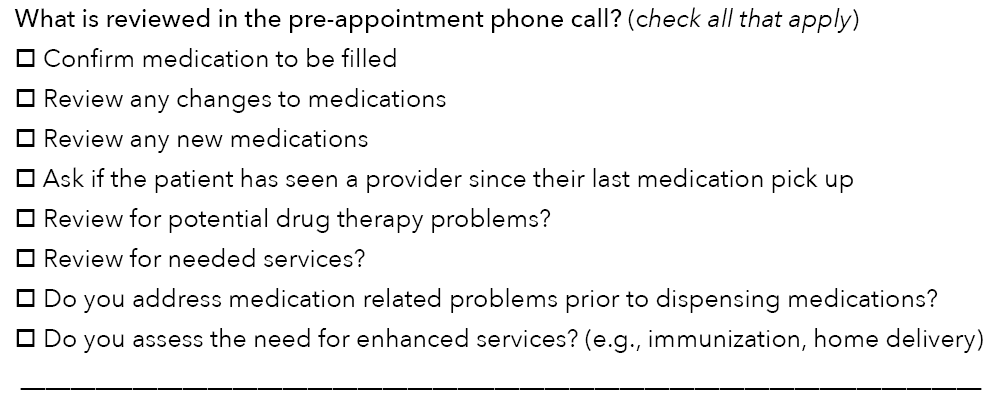 What is reviewed in the pre-appointment phone call? (check all that apply)
☐ Confirm medication to be filled
☐ Review any changes to medications
☐ Review any new medications
☐ Ask if the patient has seen a provider since their last medication pick up
☐ Review for potential drug therapy problems?
☐ Review for needed services?
☐ Do you address medication related problems prior to dispensing medications?
☐ Do you assess the need for enhanced services? (e.g., immunization, home delivery)